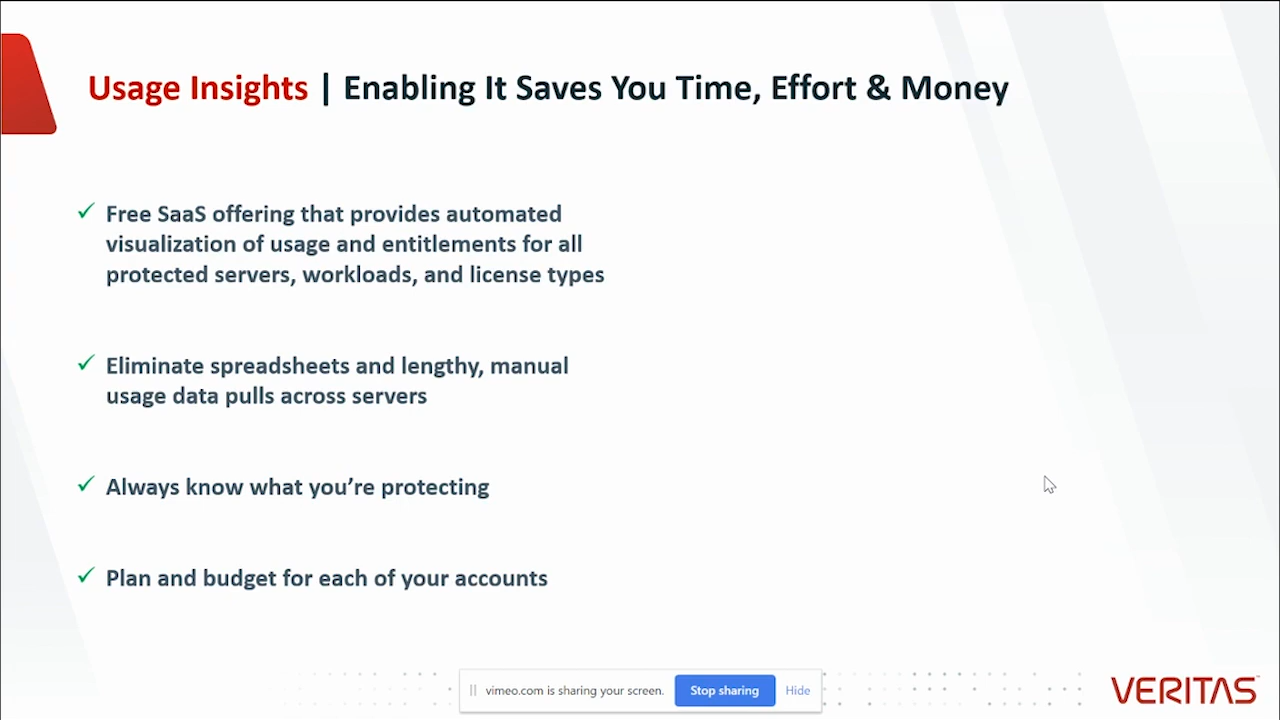 Usage Insights | Enabling It Saves You Time, Effort & Money
✓ Free SaaS offering that provides automated
visualization of usage and entitlements for all
protected servers, workloads, and license types
✓ Eliminate spreadsheets and lengthy, manual
usage data pulls across servers
✓ Always know what you’re protecting
✓ Plan and budget for each of your accounts
vimeo.com is sharing your screen. Stop sharing Hide
VERITAS